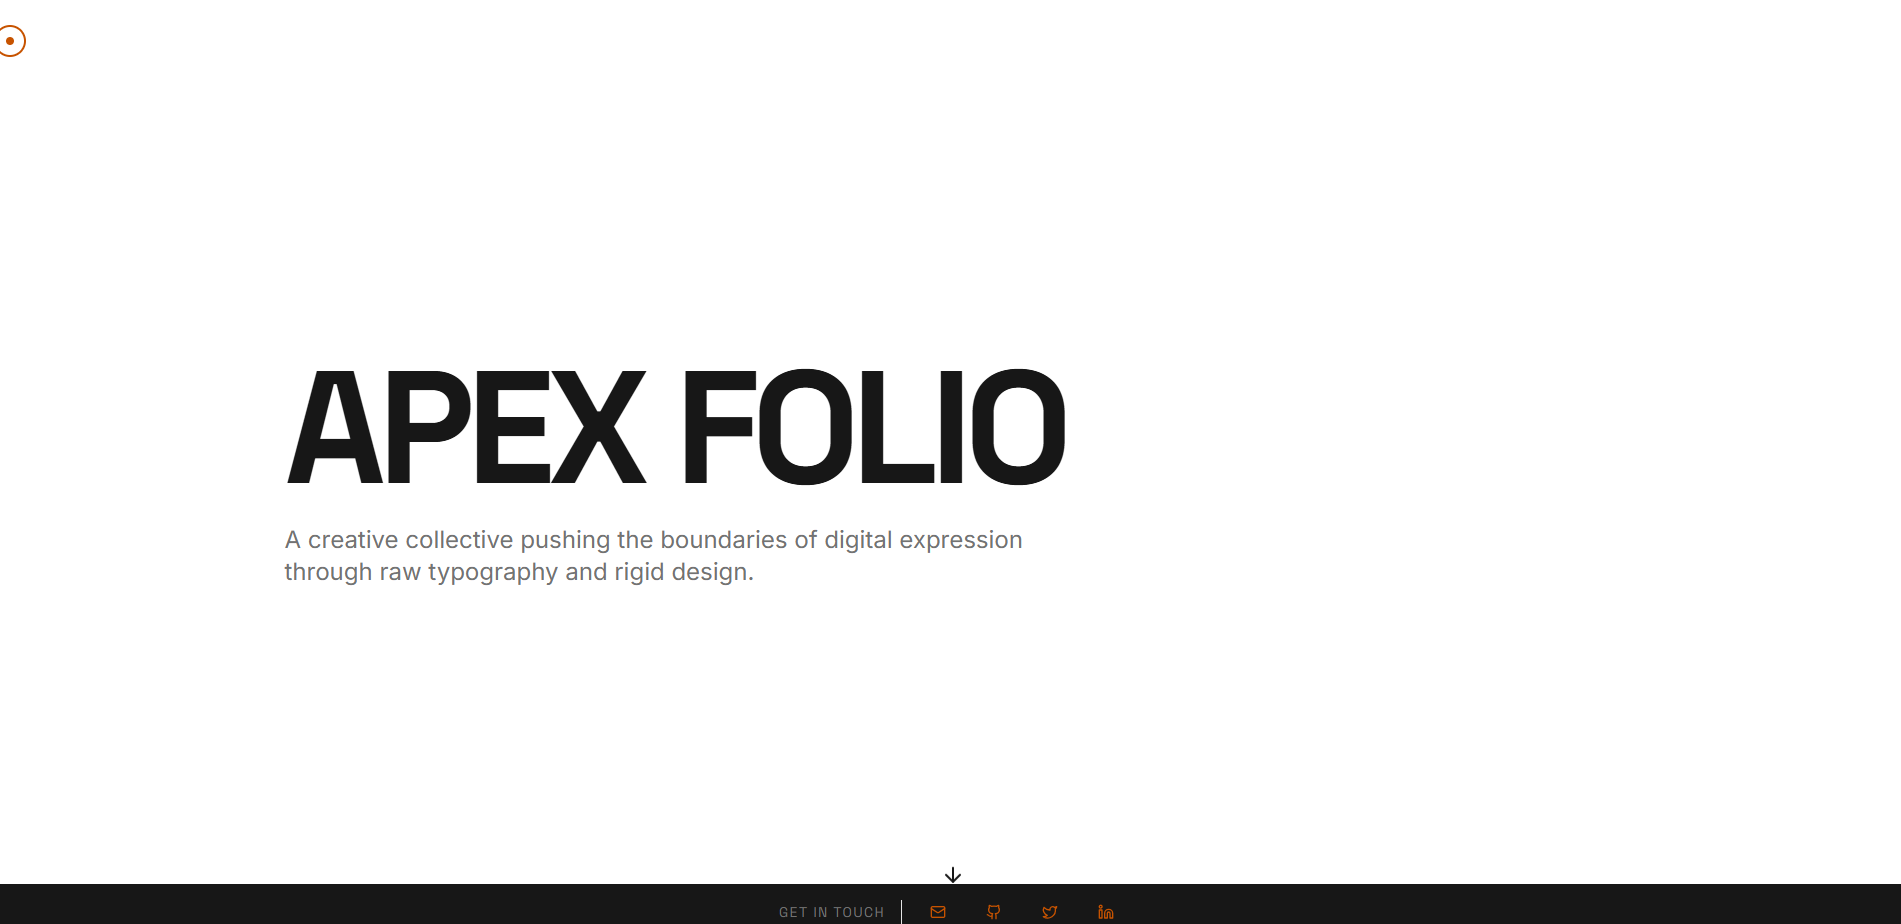 APEX FOLIO
A creative collective pushing the boundaries of digital expression
through raw typography and rigid design.
GET IN TOUCH